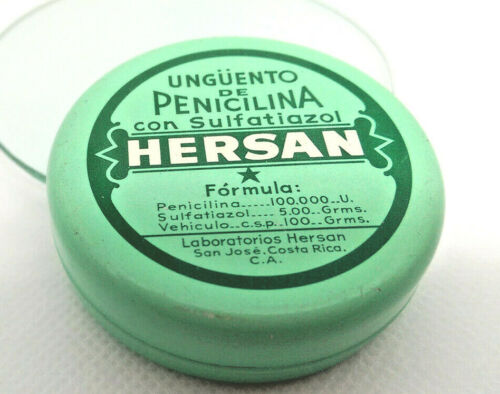 UNGÜENTO
DE
PENICILINA
con Sulfatiazol
HERSAN
Fórmula:
Penicilina.....100.000..U.
Sulfatiazol.... 5.00..Grms.
Vehiculo..c.s.p..100..Grms.
Laboratorios Hersan
San José, Costa Rica.
C.A.